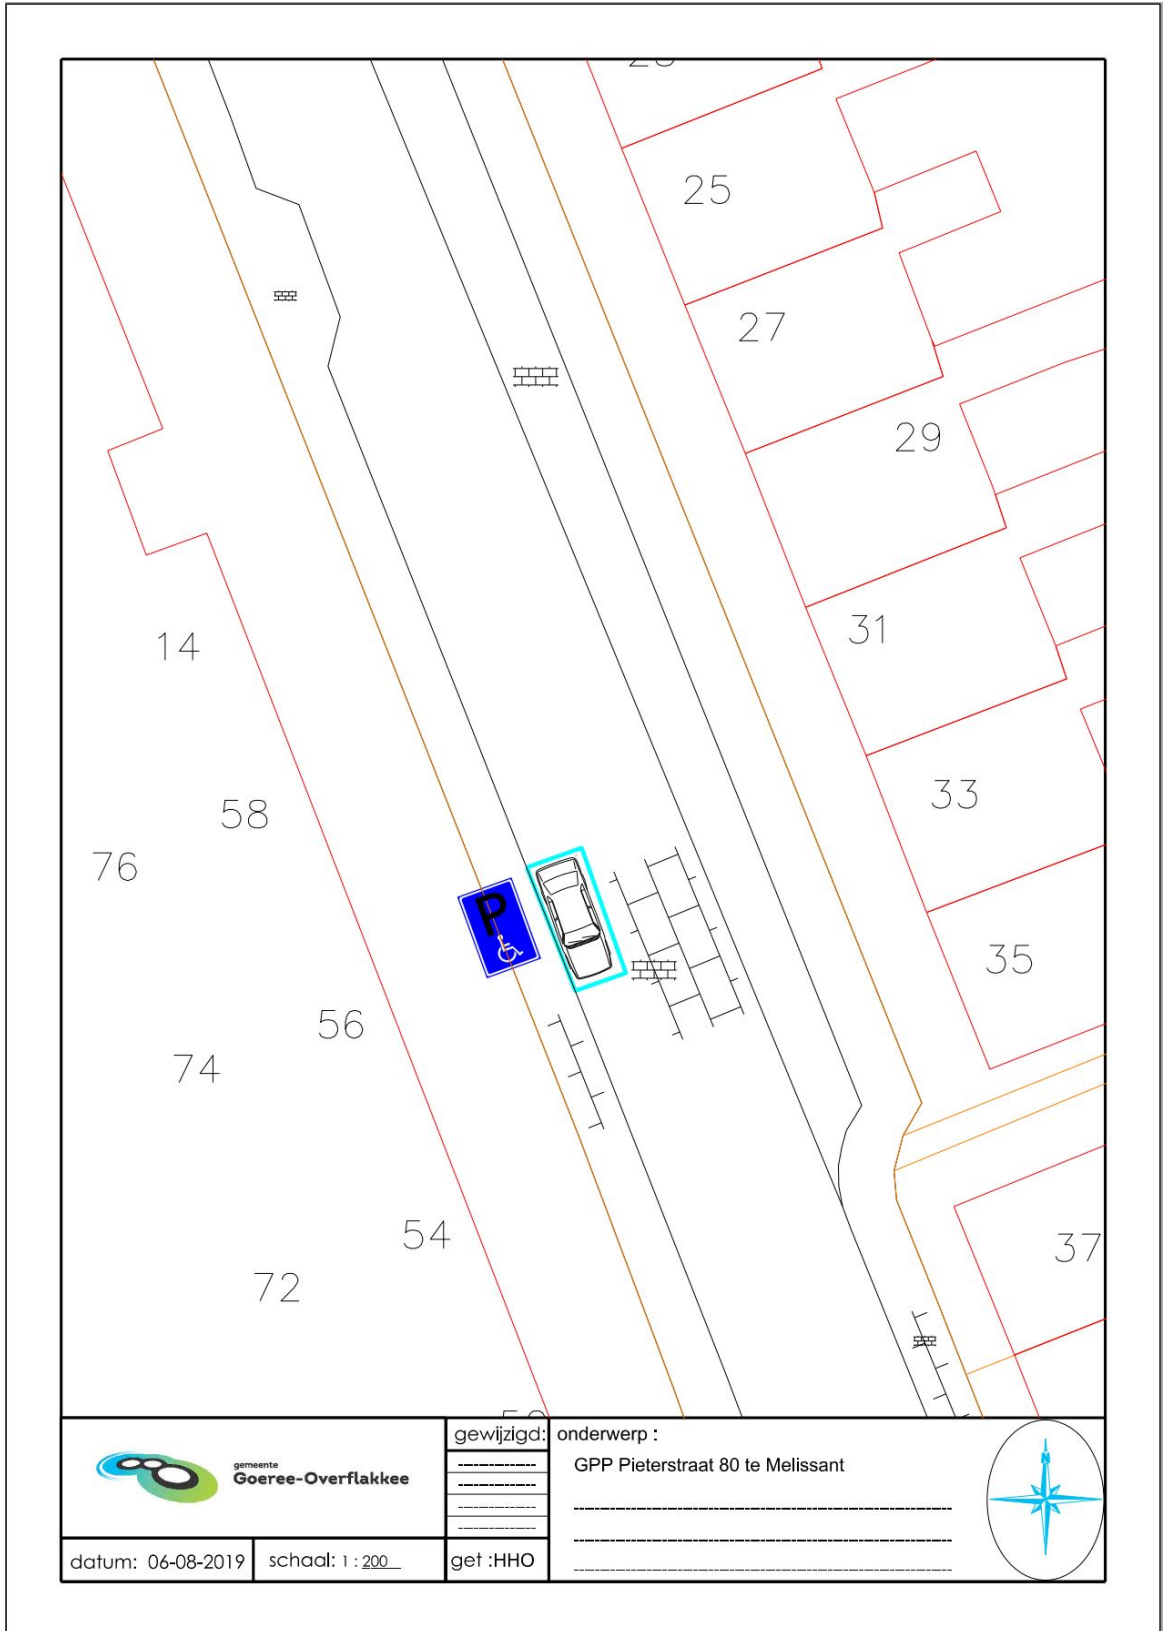 25
27
29
31
14
33
58
76
P
35
56
74
54
37
72
gemeente
Goeree-Overflakkee
gewijzigd:
onderwerp :
GPP Pieterstraat 80 te Melissant
N
datum: 06-08-2019
schaal: 1 : 200
get :HHO